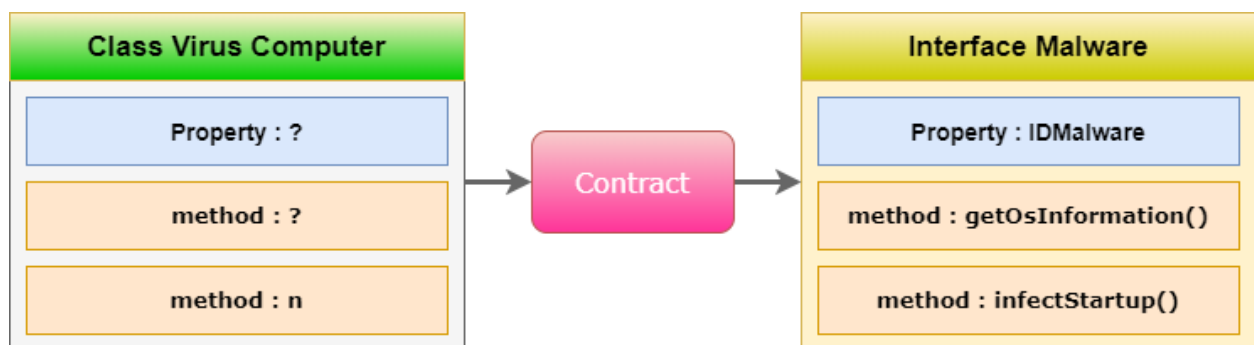 Class Virus Computer
Property : ?
method : ?
method : n
Contract
Interface Malware
Property : IDMalware
method : getOsInformation()
method : infectStartup()